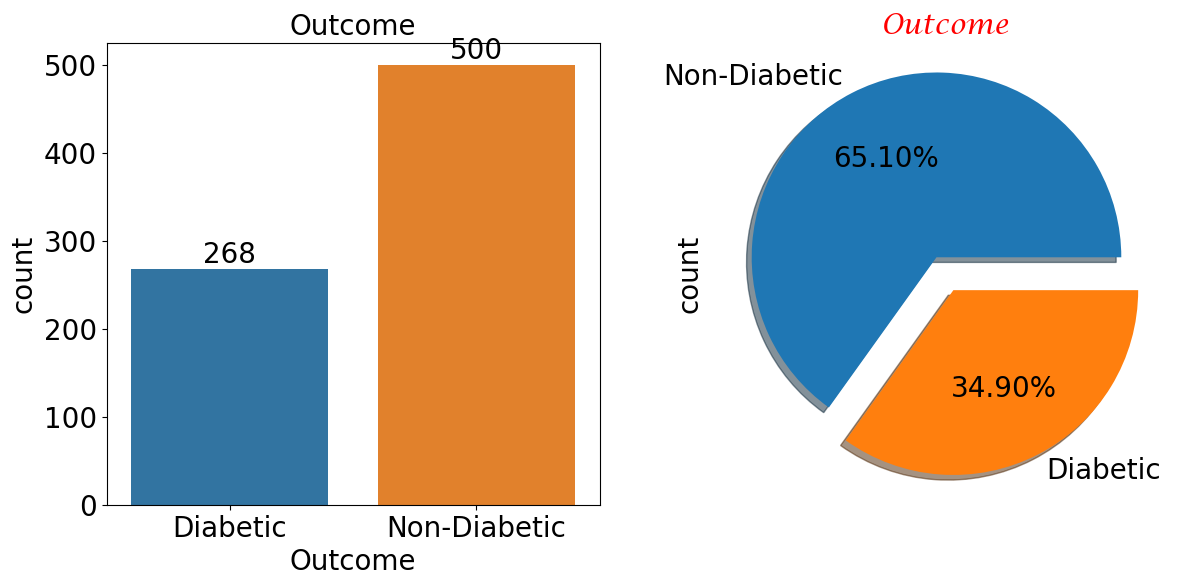 Outcome
500
500
400
300
268
200
100
0
count
Diabetic
Non-Diabetic
Outcome
Outcome
Non-Diabetic
65.10%
count
34.90%
Diabetic